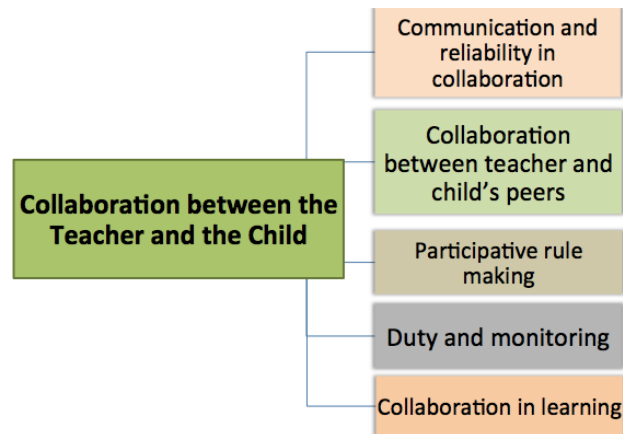 Communication and
reliability in
collaboration
Collaboration
between teacher and
child's peers
Collaboration between the
Teacher and the Child
Participative rule
making
Duty and monitoring
Collaboration in learning